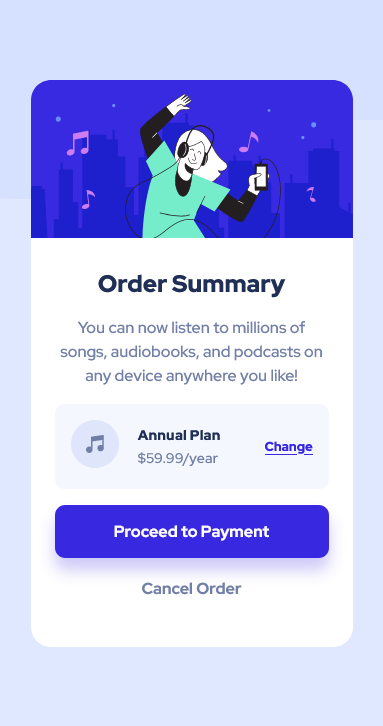 Order Summary
You can now listen to millions of
songs, audiobooks, and podcasts on
any device anywhere you like!
Annual Plan
$59.99/year
Change
Proceed to Payment
Cancel Order